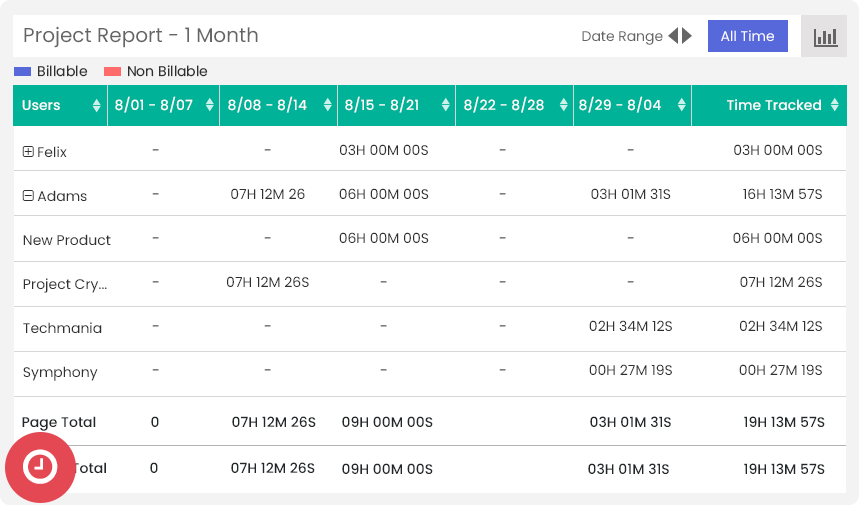 Project Report - 1 Month Date Range All Time
Billable Non Billable
Users 8/01 - 8/07 8/08 - 8/14 8/15 - 8/21 8/22 - 8/28 8/29 - 8/04 Time Tracked
Felix - - 03H 00M 00S - - 03H 00M 00S
Adams - 07H 12M 26 06H 00M 00S - 03H 01M 31S 16H 13M 57S
New Product - - 06H 00M 00S - - 06H 00M 00S
Project Cry... - 07H 12M 26S - - - 07H 12M 26S
Techmania - - - - 02H 34M 12S 02H 34M 12S
Symphony - - - - 00H 27M 19S 00H 27M 19S
Page Total 0 07H 12M 26S 09H 00M 00S 03H 01M 31S 19H 13M 57S
Total 0 07H 12M 26S 09H 00M 00S 03H 01M 31S 19H 13M 57S